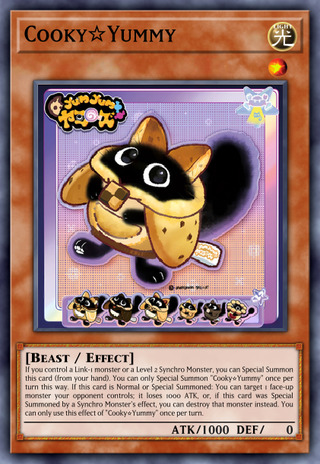 Cooky☆Yummy
LIGHT
光
YUM YUM
[Beast / Effect]
If you control a Link-1 monster or a Level 2 Synchro Monster, you can Special Summon
this card (from your hand). You can only Special Summon "Cooky☆Yummy" once per
turn this way. If this card is Normal or Special Summoned: You can target 1 face-up
monster your opponent controls; it loses 1000 ATK, or, if this card was Special
Summoned by a Synchro Monster's effect, you can destroy that monster instead. You can
only use this effect of "Cooky☆Yummy" once per turn.
ATK/1000 DEF/ 0